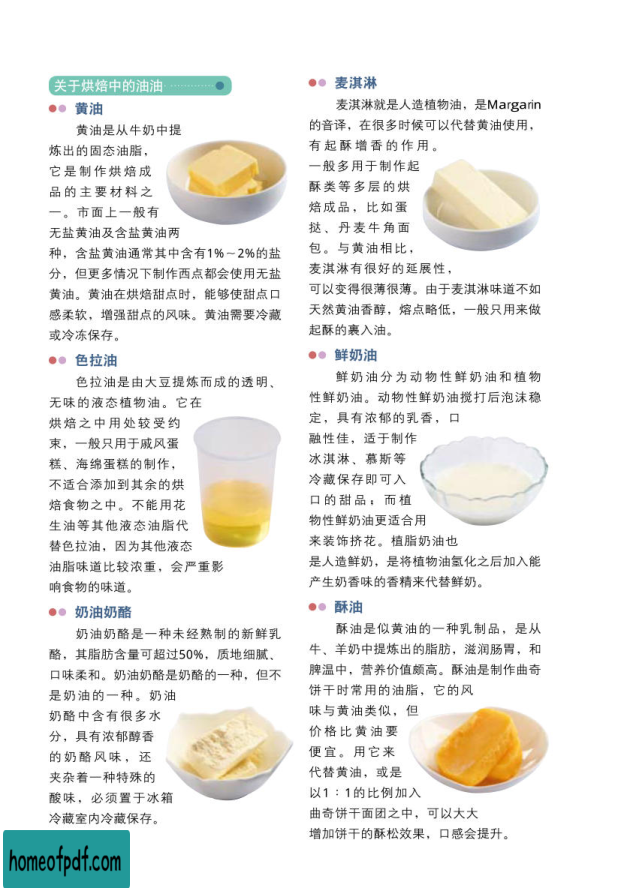 关于烘焙中的油油
黄油
黄油是从牛奶中提
炼出的固态油脂，
它是制作烘焙成
品的主要材料之
一。市面上一般有
无盐黄油及含盐黄油两
种，含盐黄油通常其中含有1%～2%的盐
分，但更多情况下制作西点都会使用无盐
黄油。黄油在烘焙甜点时，能够使甜点口
感柔软，增强甜点的风味。黄油需要冷藏
或冷冻保存。
色拉油
色拉油是由大豆提炼而成的透明、
无味的液态植物油。它在
烘焙之中用处较受约
束，一般只用于戚风蛋
糕、海绵蛋糕的制作，
不适合添加到其余的烘
焙食物之中。不能用花
生油等其他液态油脂代
替色拉油，因为其他液态
油脂味道比较浓重，会严重影
响食物的味道。
奶油奶酪
奶油奶酪是一种未经熟制的新鲜乳
酪，其脂肪含量可超过50%，质地细腻、
口味柔和。奶油奶酪是奶酪的一种，但不
是奶油的一种。奶油
奶酪中含有很多水
分，具有浓郁醇香
的奶酪风味，还
夹杂着一种特殊的
酸味，必须置于冰箱
冷藏室内冷藏保存。
麦淇淋
麦淇淋就是人造植物油，是Margarin
的音译，在很多时候可以代替黄油使用，
有起酥增香的作用。
一般多用于制作起
酥类等多层的烘
焙成品，比如蛋
挞、丹麦牛角面
包。与黄油相比，
麦淇淋有很好的延展性，
可以变得很薄很薄。由于麦淇淋味道不如
天然黄油香醇，熔点略低，一般只用来做
起酥的裹入油。
鲜奶油
鲜奶油分为动物性鲜奶油和植物
性鲜奶油。动物性鲜奶油搅打后泡沫稳
定，具有浓郁的乳香，口
融性佳，适于制作
冰淇淋、慕斯等
冷藏保存即可入
口的甜品；而植
物性鲜奶油更适合用
来装饰挤花。植脂奶油也
是人造鲜奶，是将植物油氢化之后加入能
产生奶香味的香精来代替鲜奶。
酥油
酥油是似黄油的一种乳制品，是从
牛、羊奶中提炼出的脂肪，滋润肠胃，和
脾温中，营养价值颇高。酥油是制作曲奇
饼干时常用的油脂，它的风
味与黄油类似，但
价格比黄油要
便宜。用它来
代替黄油，或是
以1：1的比例加入
曲奇饼干面团之中，可以大大
增加饼干的酥松效果，口感会提升。
homeofpdf.com